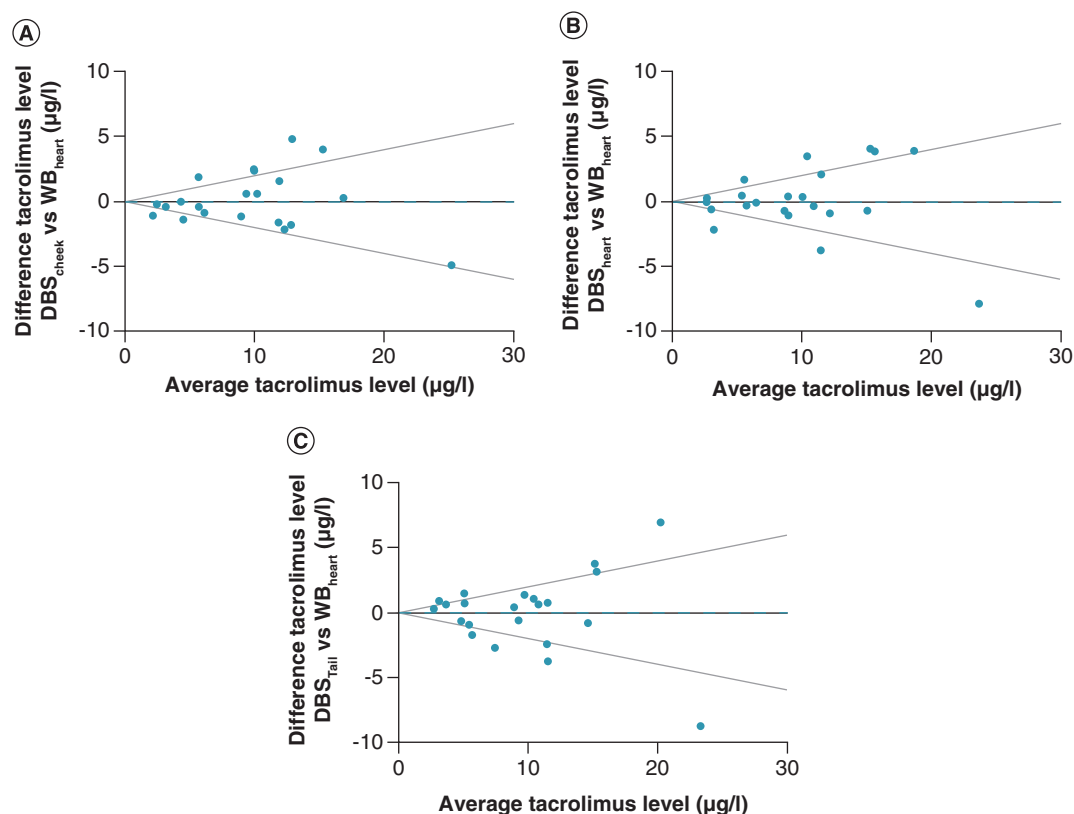 A
10
5
0
-5
-10
Difference tacrolimus level
DBScheek vs WBheart (µg/l)
0
10
20
30
Average tacrolimus level (µg/l)
B
10
5
0
-5
-10
Difference tacrolimus level
DBSheart vs WBheart (µg/l)
0
10
20
30
Average tacrolimus level (µg/l)
C
10
5
0
-5
-10
Difference tacrolimus level
DBSTail vs WBheart (µg/l)
0
10
20
30
Average tacrolimus level (µg/l)